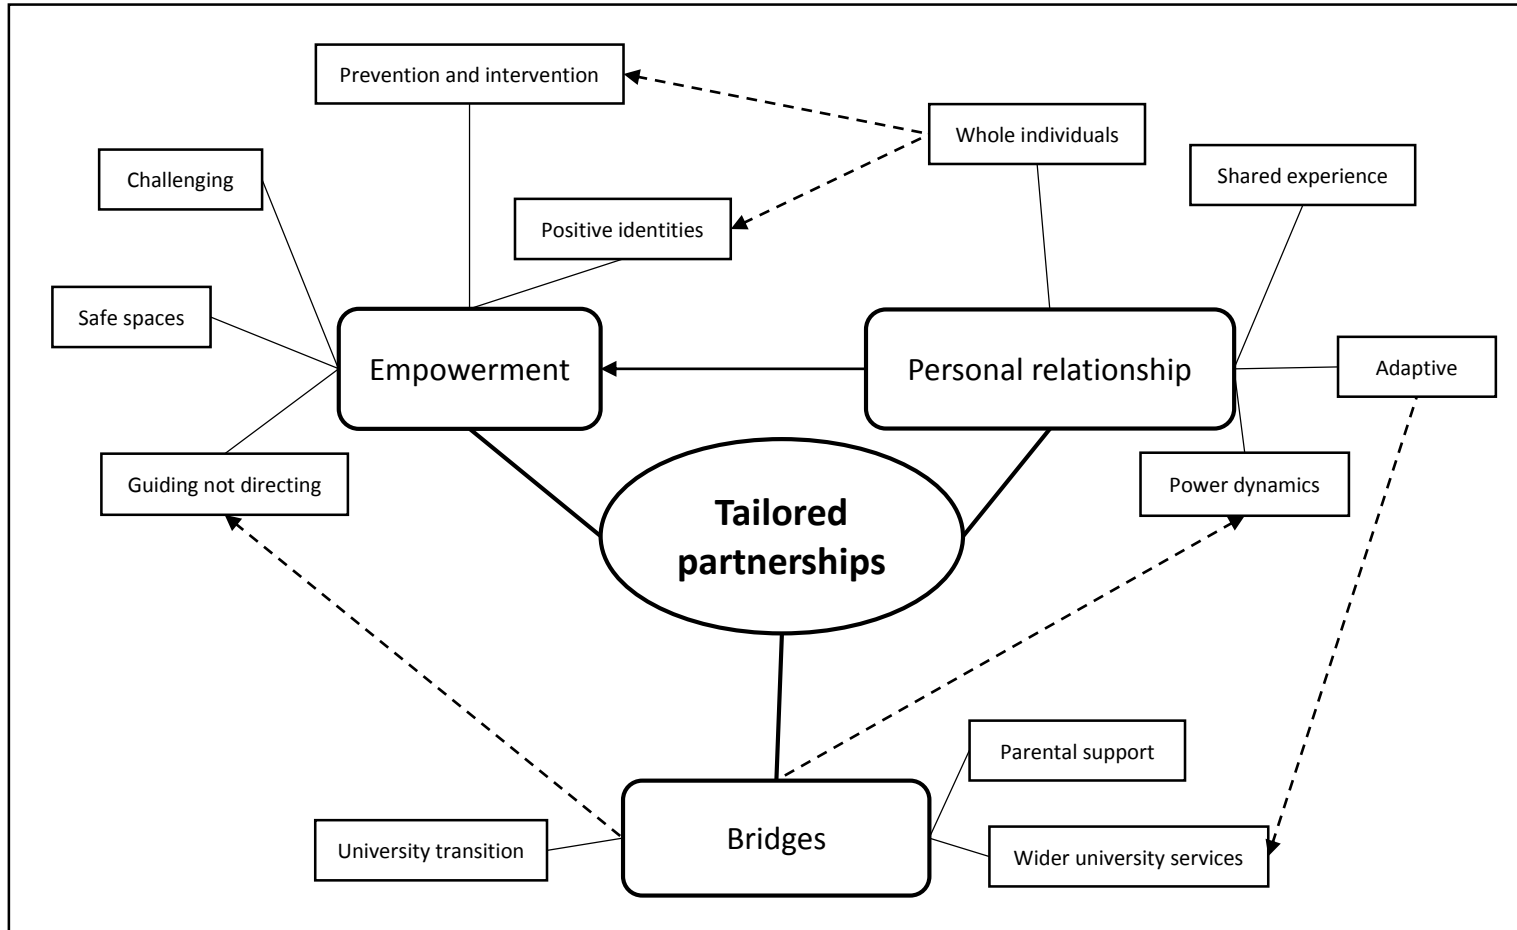 Prevention and intervention
Whole individuals
Challenging
Shared experience
Positive identities
Safe spaces
Empowerment
Personal relationship
Adaptive
Guiding not directing
Power dynamics
Tailored
partnerships
Parental support
University transition
Bridges
Wider university services